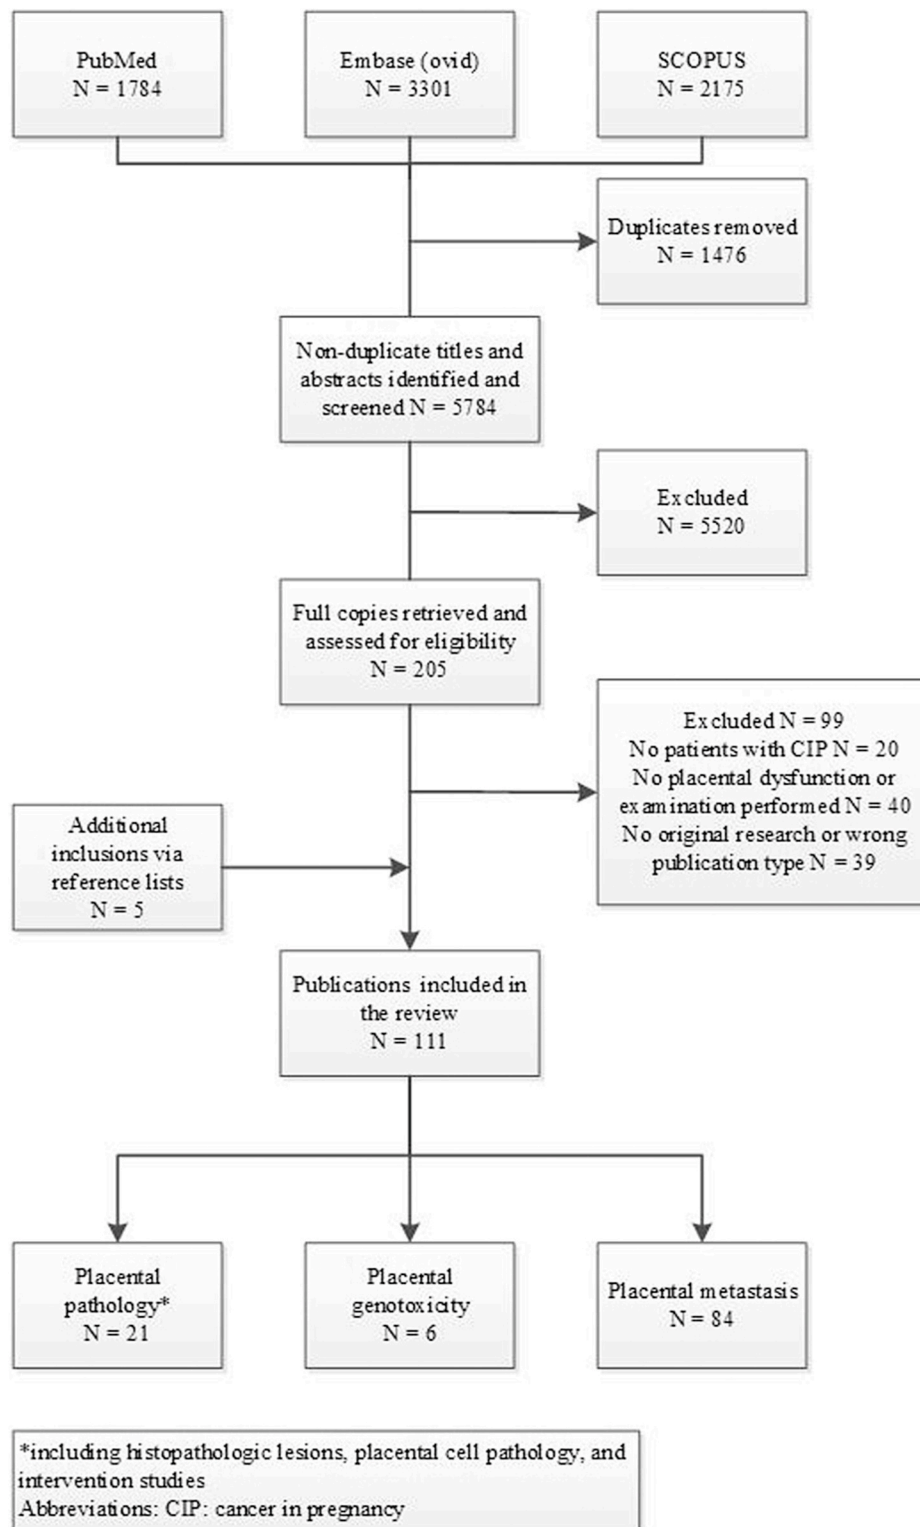 PubMed
N = 1784
Embase (ovid)
N = 3301
SCOPUS
N = 2175
Duplicates removed
N = 1476
Non-duplicate titles and
abstracts identified and
screened N = 5784
Excluded
N = 5520
Full copies retrieved and
assessed for eligibility
N = 205
Excluded N = 99
No patients with CIP N = 20
No placental dysfunction or
examination performed N = 40
No original research or wrong
publication type N = 39
Additional
inclusions via
reference lists
N = 5
Publications included in
the review
N = 111
Placental
pathology*
N = 21
Placental
genotoxicity
N = 6
Placental metastasis
N = 84
*including histopathologic lesions, placental cell pathology, and
intervention studies
Abbreviations: CIP: cancer in pregnancy